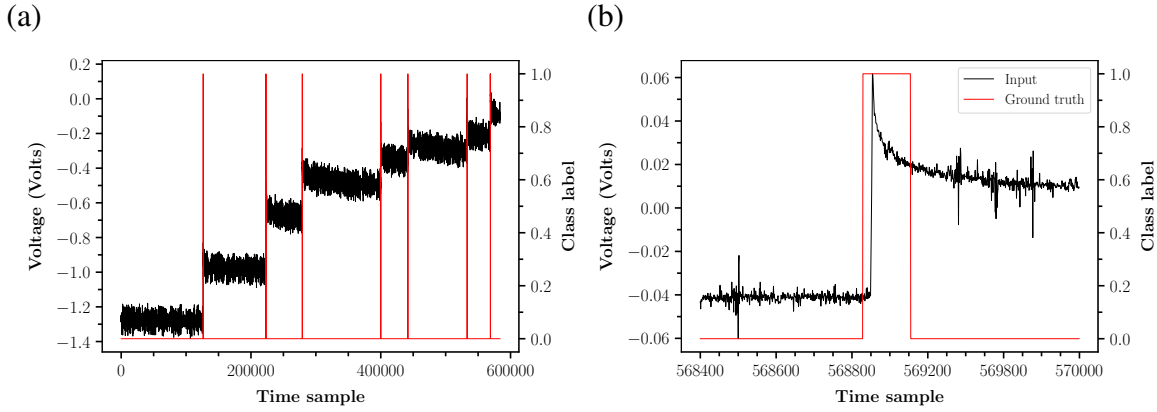 (a)
(b)
0.2
0.0
−0.2
−0.4
−0.6
−0.8
−1.0
−1.2
−1.4
Voltage (Volts)
1.0
0.8
0.6
0.4
0.2
0.0
Class label
0 200000 400000 600000
Time sample
0.06
0.04
0.02
0.00
−0.02
−0.04
−0.06
Voltage (Volts)
Input
Ground truth
1.0
0.8
0.6
0.4
0.2
0.0
Class label
568400 568600 568800 569200 569800 570000
Time sample